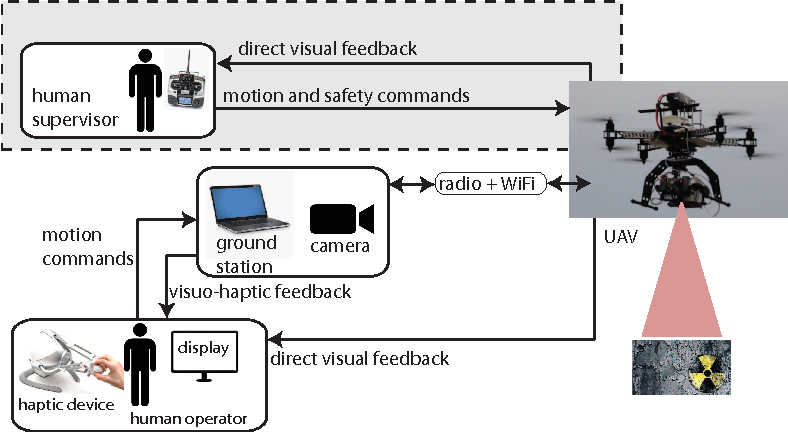 direct visual feedback
human
supervisor
motion and safety commands
radio + WiFi
motion
commands
ground
station
camera
UAV
visuo-haptic feedback
display
direct visual feedback
haptic device
human operator